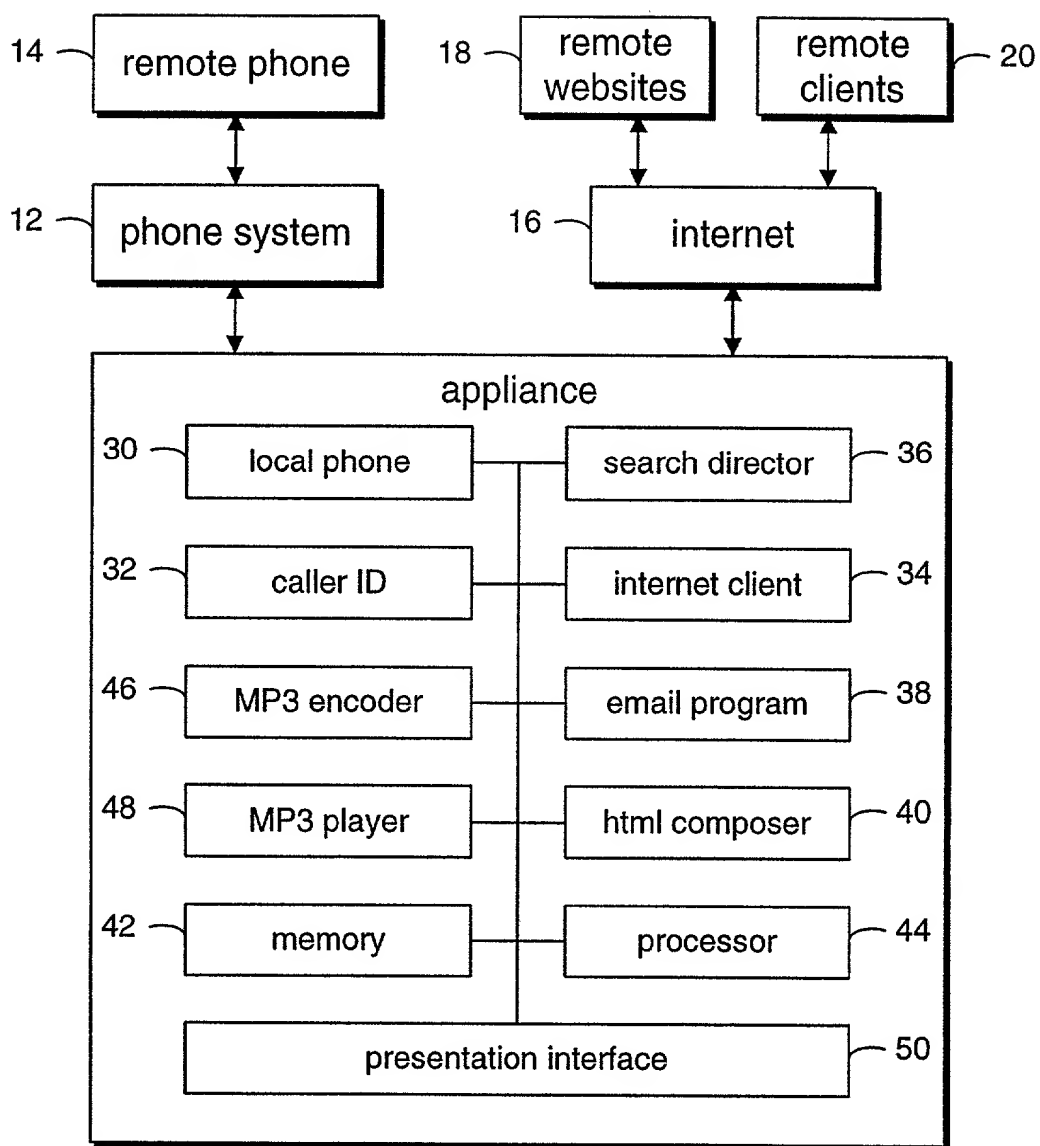 14 remote phone
18 remote websites
remote clients 20
12 phone system
16 internet
appliance
30 local phone
search director 36
32 caller ID
internet client 34
46 MP3 encoder
email program 38
48 MP3 player
html composer 40
42 memory
processor 44
presentation interface 50